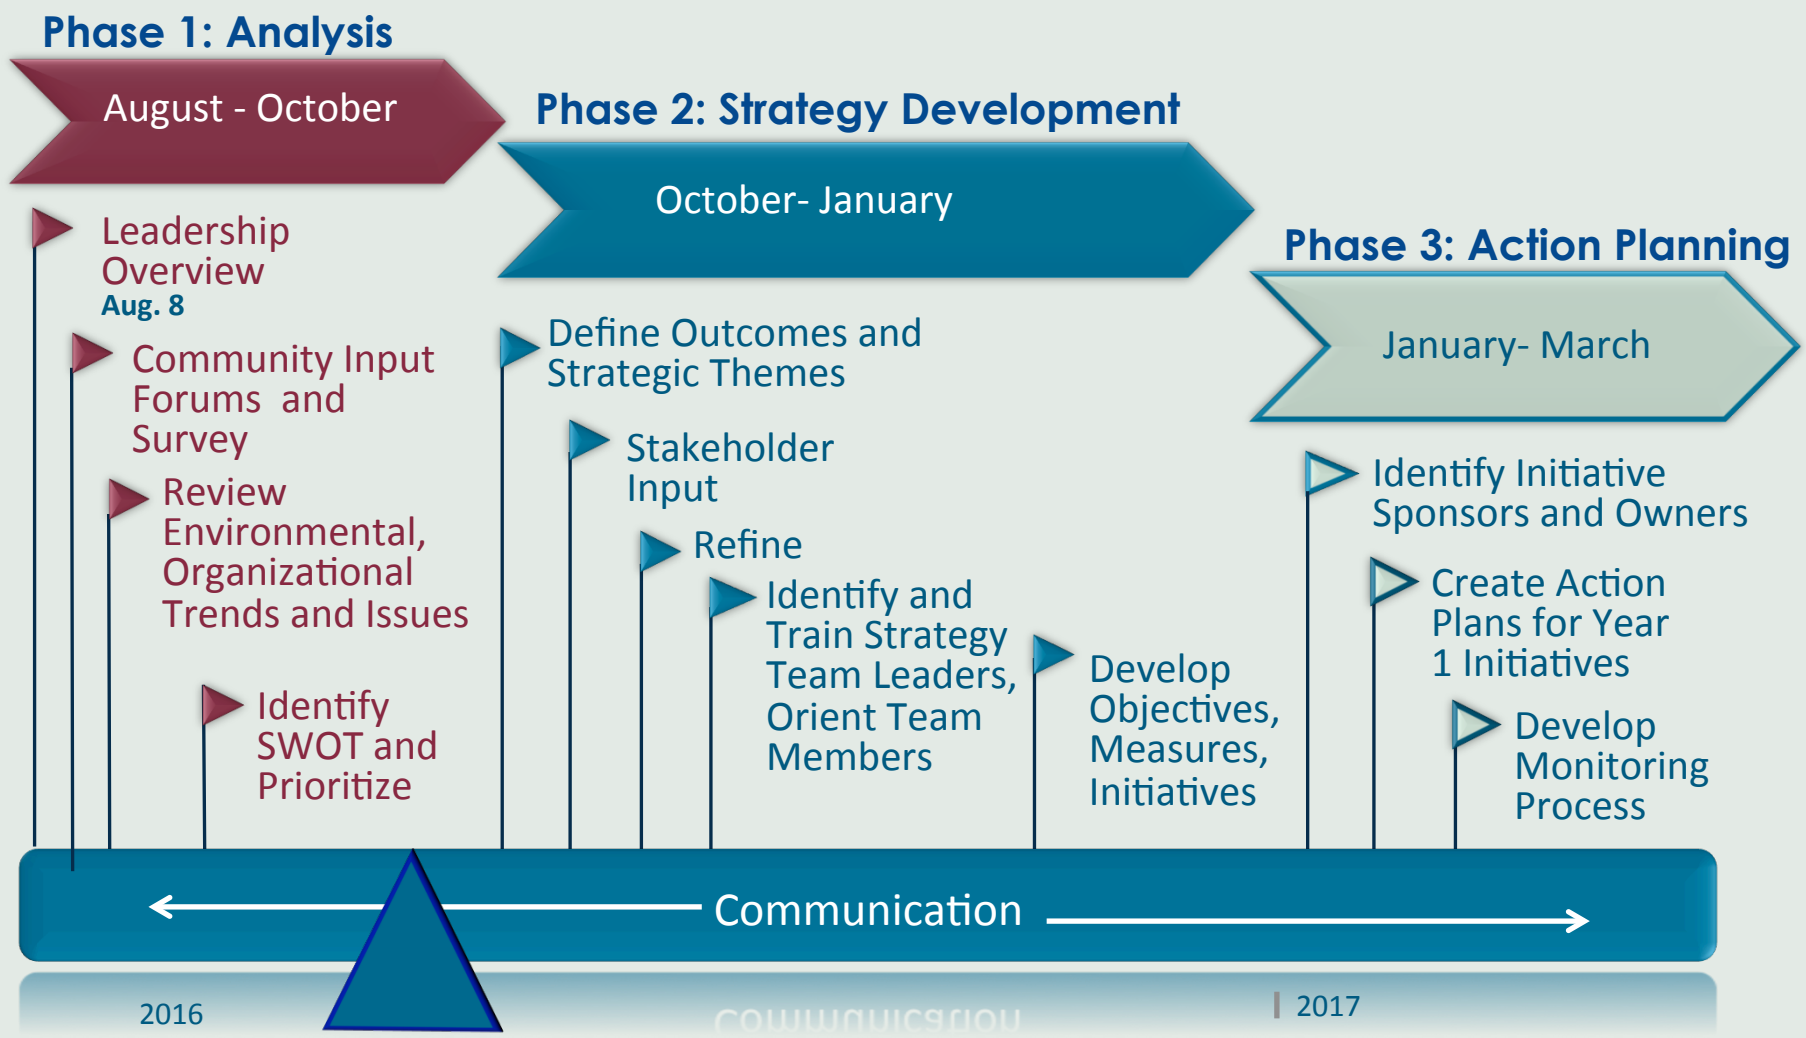 Phase 1: Analysis
August - October
Leadership
Overview
Aug. 8
Community Input
Forums and
Survey
Review
Environmental,
Organizational
Trends and Issues
Identify
SWOT and
Prioritize
Phase 2: Strategy Development
October- January
Define Outcomes and
Strategic Themes
Stakeholder
Input
Refine
Identify and
Train Strategy
Team Leaders,
Orient Team
Members
Develop
Objectives,
Measures,
Initiatives
Phase 3: Action Planning
January- March
Identify Initiative
Sponsors and Owners
Create Action
Plans for Year
1 Initiatives
Develop
Monitoring
Process
Communication
2016
2017